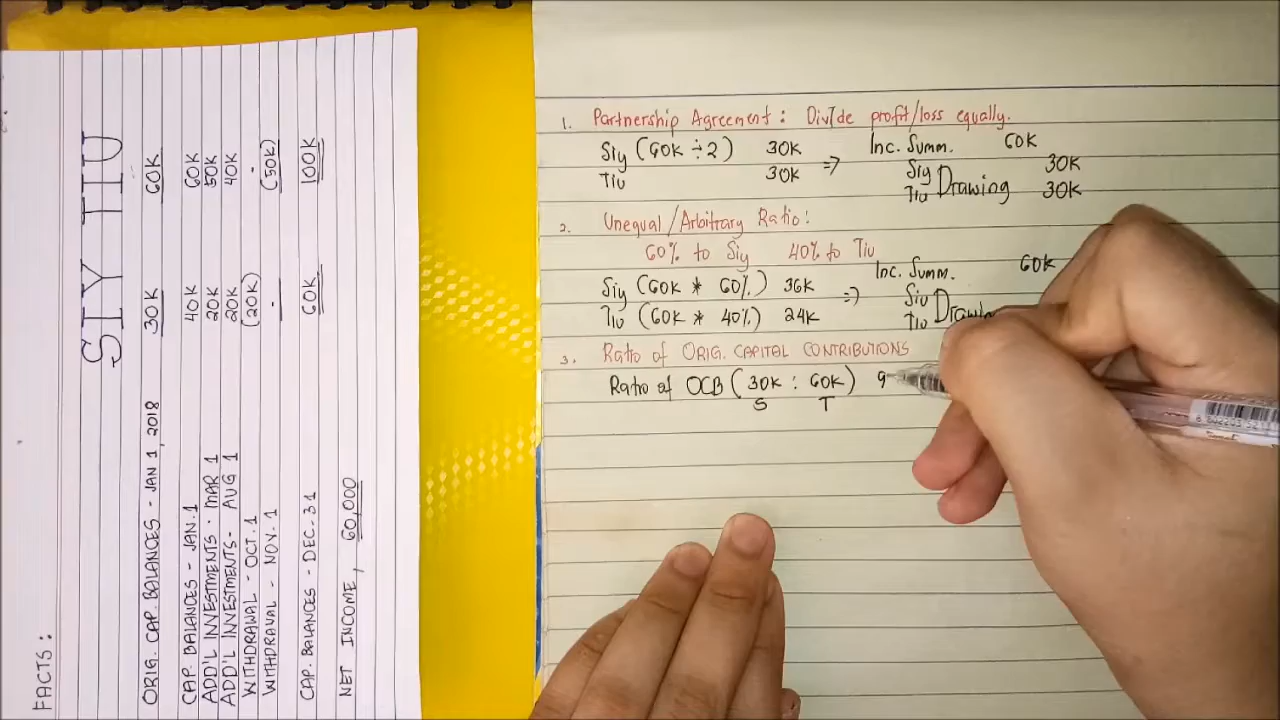 FACTS:
SIY TIU
ORIG. CAP. BALANCES - JAN 1, 2018 30K 60K
CAP. BALANCES - JAN. 1 40K 60K
ADD'L INVESTMENTS - MAR 1 20K 50K
ADD'L INVESTMENTS - AUG 1 20K 40K
WITHDRAWAL - OCT. 1 (20K) -
WITHDRAWAL - NOV. 1 - (50K)
CAP. BALANCES - DEC. 31 60K 100K
NET INCOME, 60,000
1. Partnership Agreement: Divide profit/loss equally.
Siy (60K ÷ 2) 30K => Inc. Summ. 60K
Tiu 30K Siy Drawing 30K
Tiu 30K
2. Unequal/Arbitrary Ratio:
60% to Siy 40% to Tiu
Siy (60K * 60%) 36K => Inc. Summ. 60K
Tiu (60K * 40%) 24K Siy
Tiu
3. Ratio of ORIG. CAPITAL CONTRIBUTIONS
Ratio of OCB (30K : 60K) 9
S T